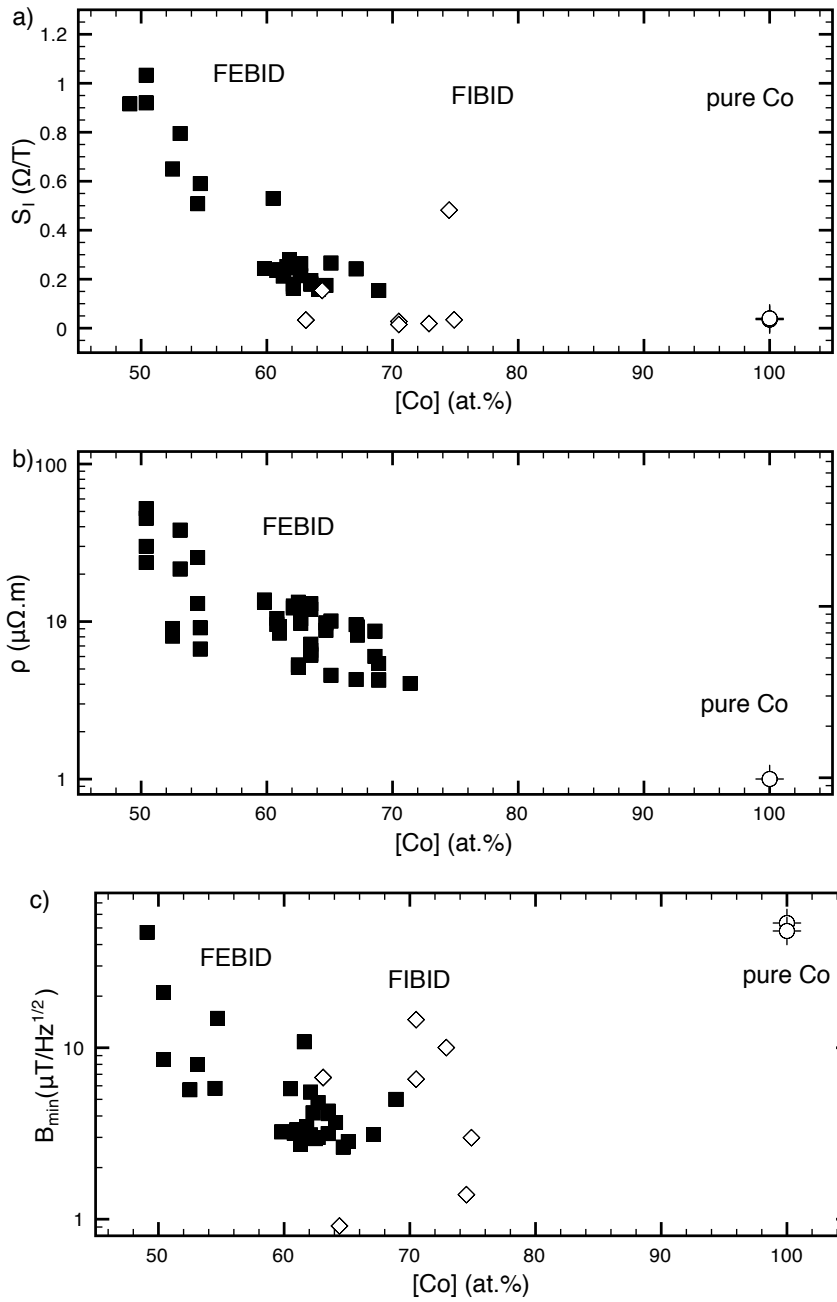 a)
1.2
1
0.8
0.6
0.4
0.2
0
S_I (Ω/T)
FEBID
FIBID
pure Co
50 60 70 80 90 100
[Co] (at.%)
b)
100
10
1
ρ (μΩ.m)
FEBID
pure Co
50 60 70 80 90 100
[Co] (at.%)
c)
10
1
B_min(μT/Hz^1/2)
FEBID
FIBID
pure Co
50 60 70 80 90 100
[Co] (at.%)